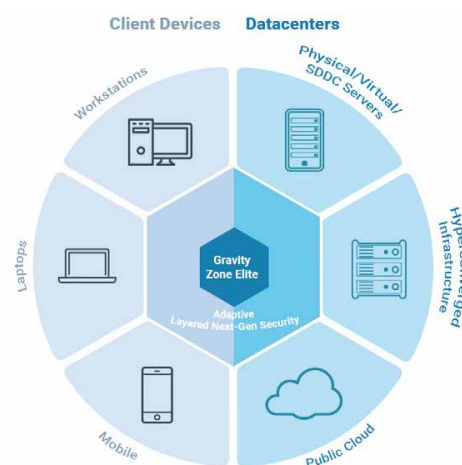 Client Devices
Datacenters
Workstations
Physical/Virtual/
SDDC Servers
Laptops
Hyperconverged
Infrastructure
Gravity
Zone Elite
Adaptive
Layered Next-Gen Security
Mobile
Public Cloud